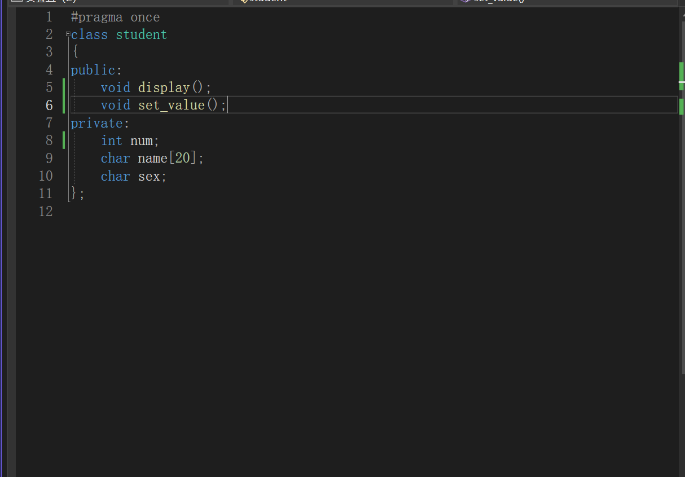 1 #pragma once
2 class student
3 {
4 public:
5 void display();
6 void set_value();
7 private:
8 int num;
9 char name[20];
10 char sex;
11 };
12